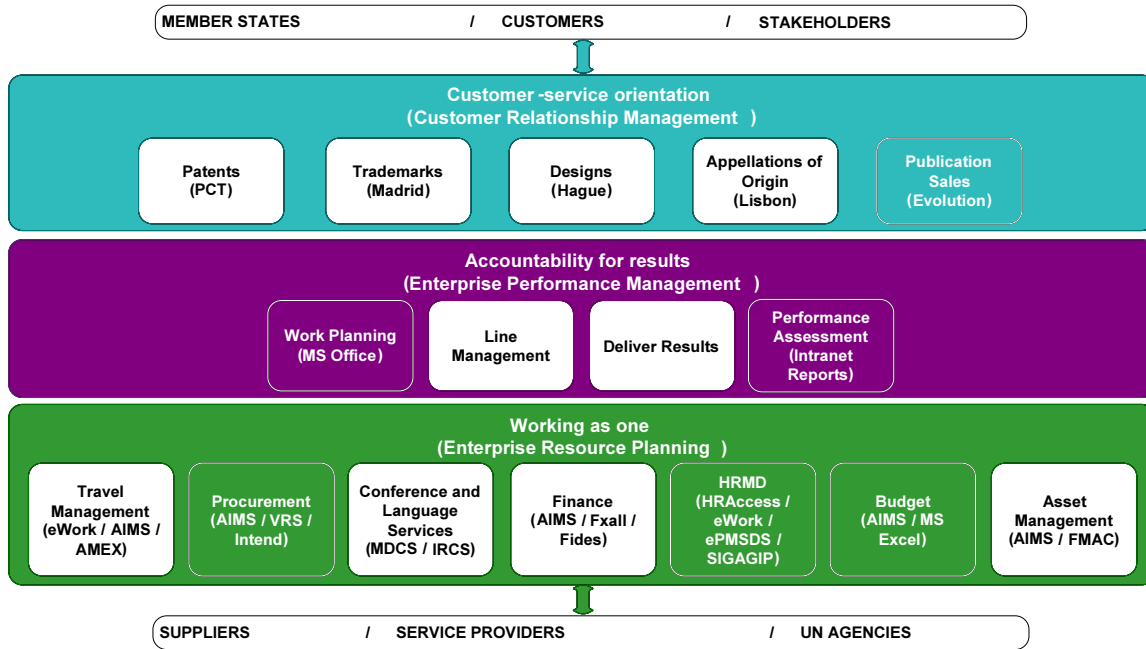 MEMBER STATES / CUSTOMERS / STAKEHOLDERS
Customer -service orientation
(Customer Relationship Management )
Patents
(PCT)
Trademarks
(Madrid)
Designs
(Hague)
Appellations of
Origin
(Lisbon)
Publication
Sales
(Evolution)
Accountability for results
(Enterprise Performance Management )
Work Planning
(MS Office)
Line
Management
Deliver Results
Performance
Assessment
(Intranet
Reports)
Working as one
(Enterprise Resource Planning )
Travel
Management
(eWork / AIMS /
AMEX)
Procurement
(AIMS / VRS /
Intend)
Conference and
Language
Services
(MDCS / IRCS)
Finance
(AIMS / Fxall /
Fides)
HRMD
(HRAccess /
eWork /
ePMSDS /
SIGAGIP)
Budget
(AIMS / MS
Excel)
Asset
Management
(AIMS / FMAC)
SUPPLIERS / SERVICE PROVIDERS / UN AGENCIES